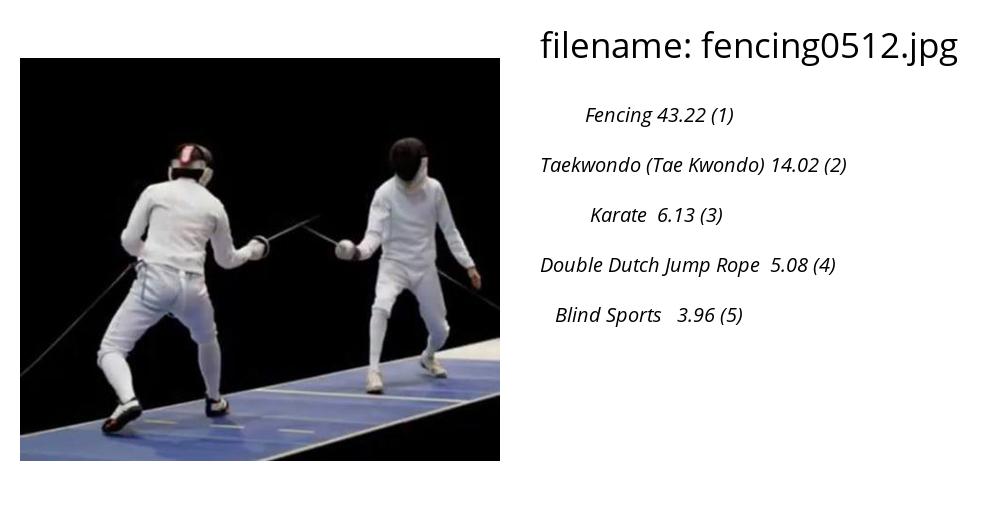 filename: fencing0512.jpg
Fencing 43.22 (1)
Taekwondo (Tae Kwondo) 14.02 (2)
Karate 6.13 (3)
Double Dutch Jump Rope 5.08 (4)
Blind Sports 3.96 (5)